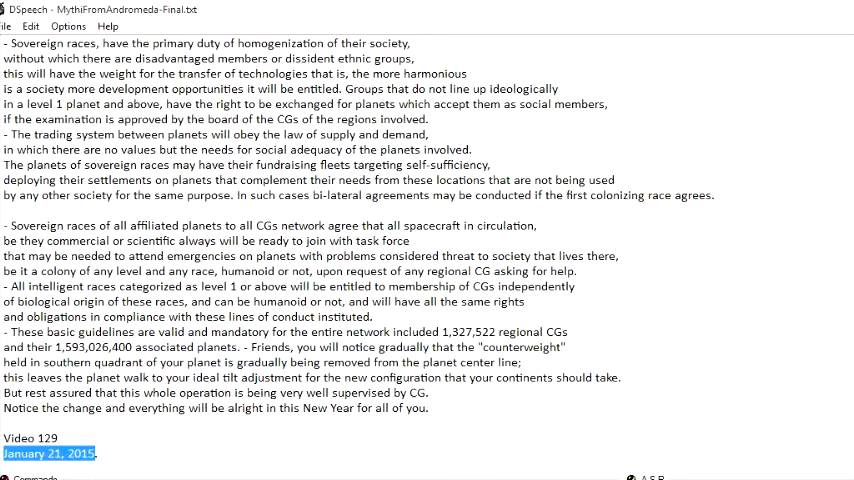 DSpeech - MythiFromAndromeda-Final.txt
File Edit Options Help
- Sovereign races, have the primary duty of homogenization of their society,
without which there are disadvantaged members or dissident ethnic groups,
this will have the weight for the transfer of technologies that is, the more harmonious
is a society more development opportunities it will be entitled. Groups that do not line up ideologically
in a level 1 planet and above, have the right to be exchanged for planets which accept them as social members,
if the examination is approved by the board of the CGs of the regions involved.
- The trading system between planets will obey the law of supply and demand,
in which there are no values but the needs for social adequacy of the planets involved.
The planets of sovereign races may have their fundraising fleets targeting self-sufficiency,
deploying their settlements on planets that complement their needs from these locations that are not being used
by any other society for the same purpose. In such cases bi-lateral agreements may be conducted if the first colonizing race agrees.
- Sovereign races of all affiliated planets to all CGs network agree that all spacecraft in circulation,
be they commercial or scientific always will be ready to join with task force
that may be needed to attend emergencies on planets with problems considered threat to society that lives there,
be it a colony of any level and any race, humanoid or not, upon request of any regional CG asking for help.
- All intelligent races categorized as level 1 or above will be entitled to membership of CGs independently
of biological origin of these races, and can be humanoid or not, and will have all the same rights
and obligations in compliance with these lines of conduct instituted.
- These basic guidelines are valid and mandatory for the entire network included 1,327,522 regional CGs
and their 1,593,026,400 associated planets. - Friends, you will notice gradually that the "counterweight"
held in southern quadrant of your planet is gradually being removed from the planet center line;
this leaves the planet walk to your ideal tilt adjustment for the new configuration that your continents should take.
But rest assured that this whole operation is being very well supervised by CG.
Notice the change and everything will be alright in this New Year for all of you.
Video 129
January 21, 2015.